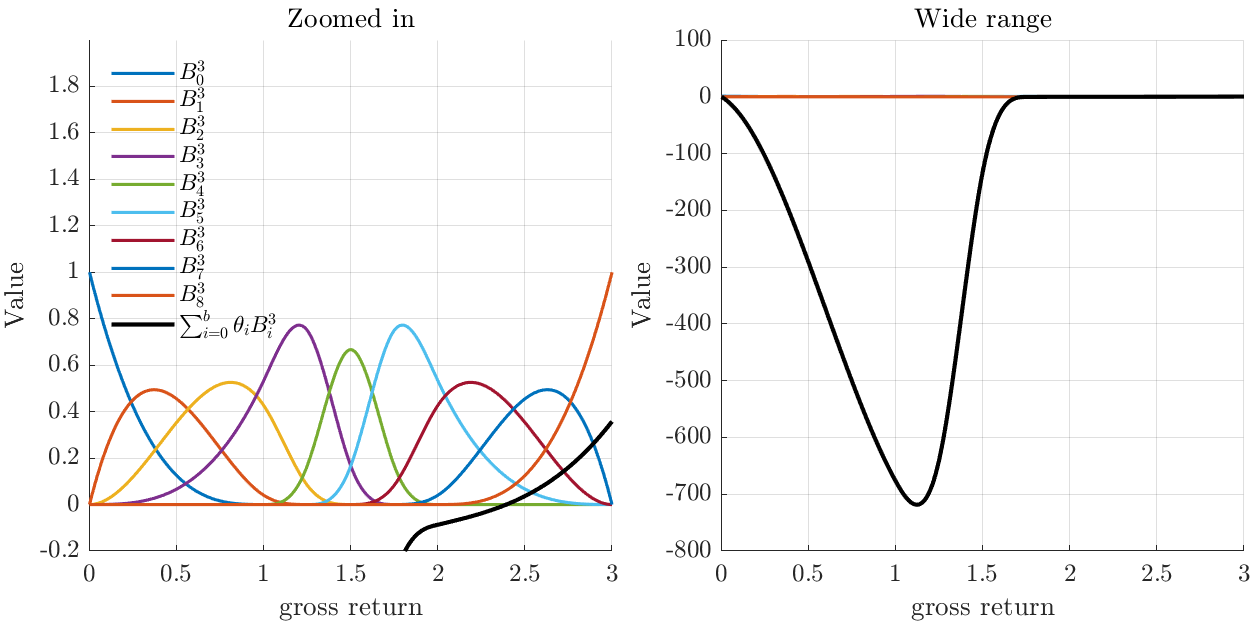 Zoomed in
Value
1.8
1.6
1.4
1.2
1
0.8
0.6
0.4
0.2
0
-0.2
0 0.5 1 1.5 2 2.5 3
gross return
B_0^3
B_1^3
B_2^3
B_3^3
B_4^3
B_5^3
B_6^3
B_7^3
B_8^3
∑_{i=0}^b θ_i B_i^3
Wide range
Value
100
0
-100
-200
-300
-400
-500
-600
-700
-800
0 0.5 1 1.5 2 2.5 3
gross return